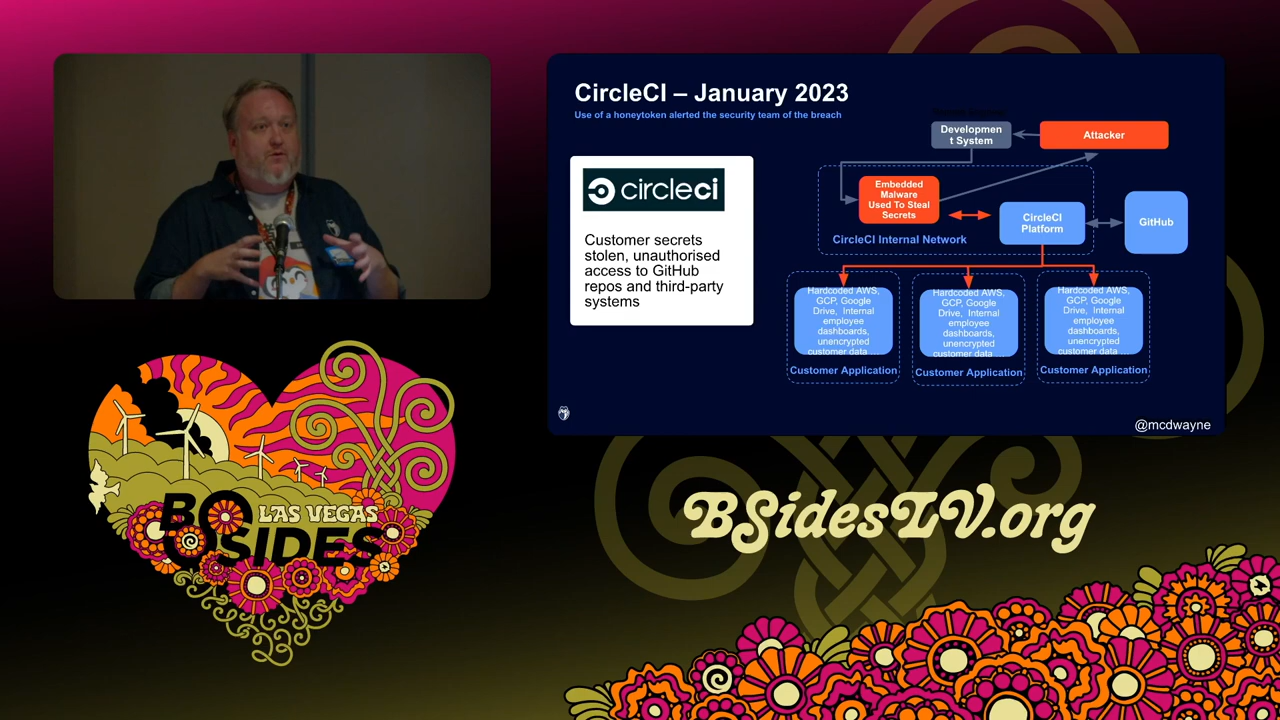 CircleCI – January 2023
Use of a honeytoken alerted the security team of the breach
circleci
Customer secrets
stolen, unauthorised
access to GitHub
repos and third-party
systems
Developmen
t System
Attacker
Embedded
Malware
Used To Steal
Secrets
CircleCI
Platform
GitHub
CircleCI Internal Network
Hardcoded AWS,
GCP, Google
Drive, Internal
employee
dashboards,
unencrypted
customer data ...
Customer Application
Hardcoded AWS,
GCP, Google
Drive, Internal
employee
dashboards,
unencrypted
customer data ...
Customer Application
Hardcoded AWS,
GCP, Google
Drive, Internal
employee
dashboards,
unencrypted
customer data ...
Customer Application
@mcdwayne
LAS VEGAS
BSIDES
23
BSidesLV.org